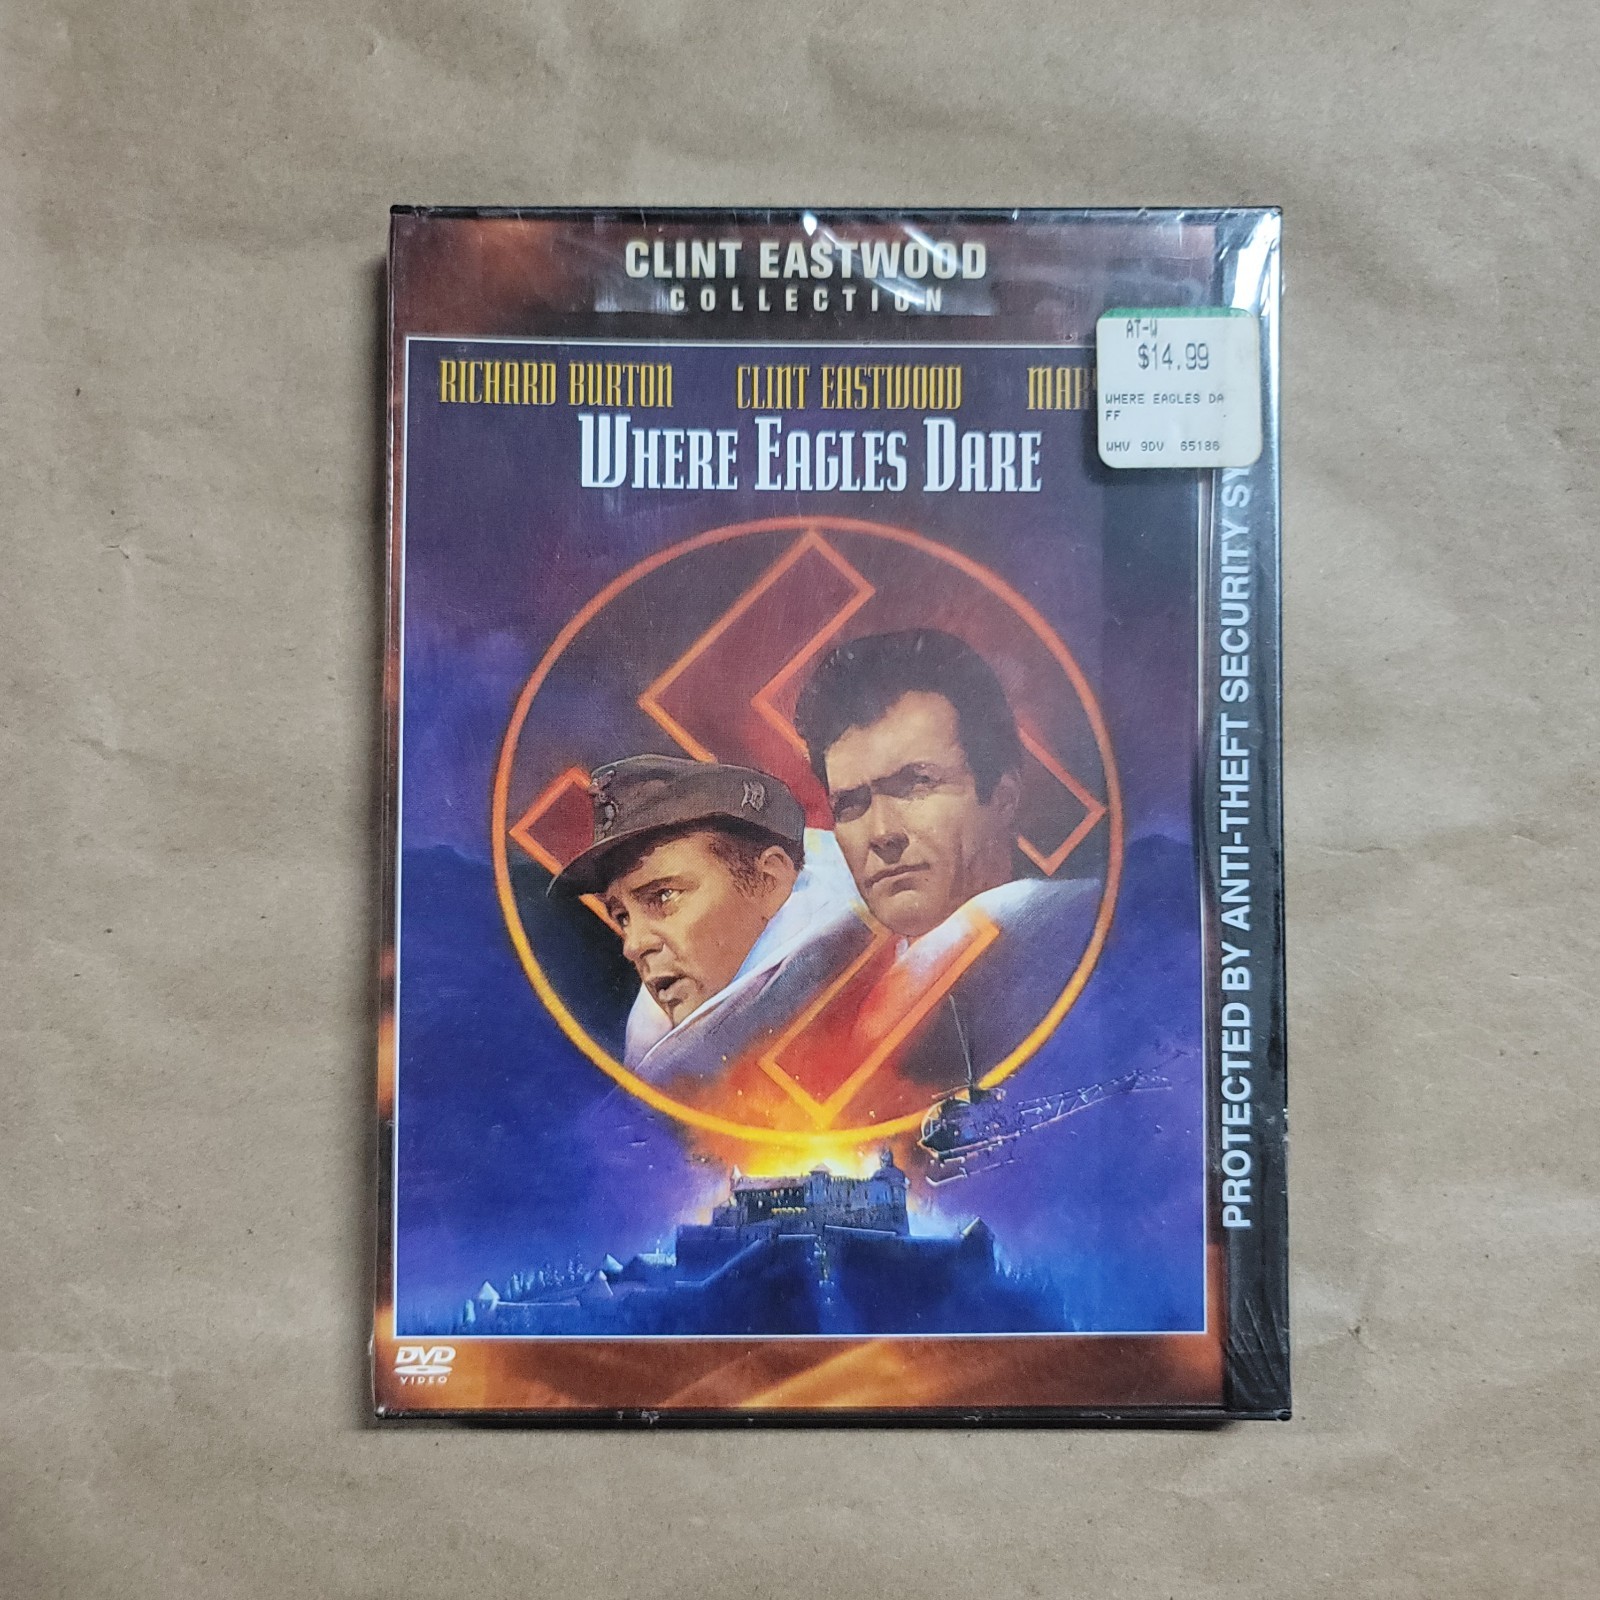 CLINT EASTWOOD
COLLECTION
AT-W
$14.99
WHERE EAGLES DA
FF
WHV 9DV 65186
RICHARD BURTON CLINT EASTWOOD
WHERE EAGLES DARE
PROTECTED BY ANTI-THEFT SECURITY SY
DVD
VIDEO